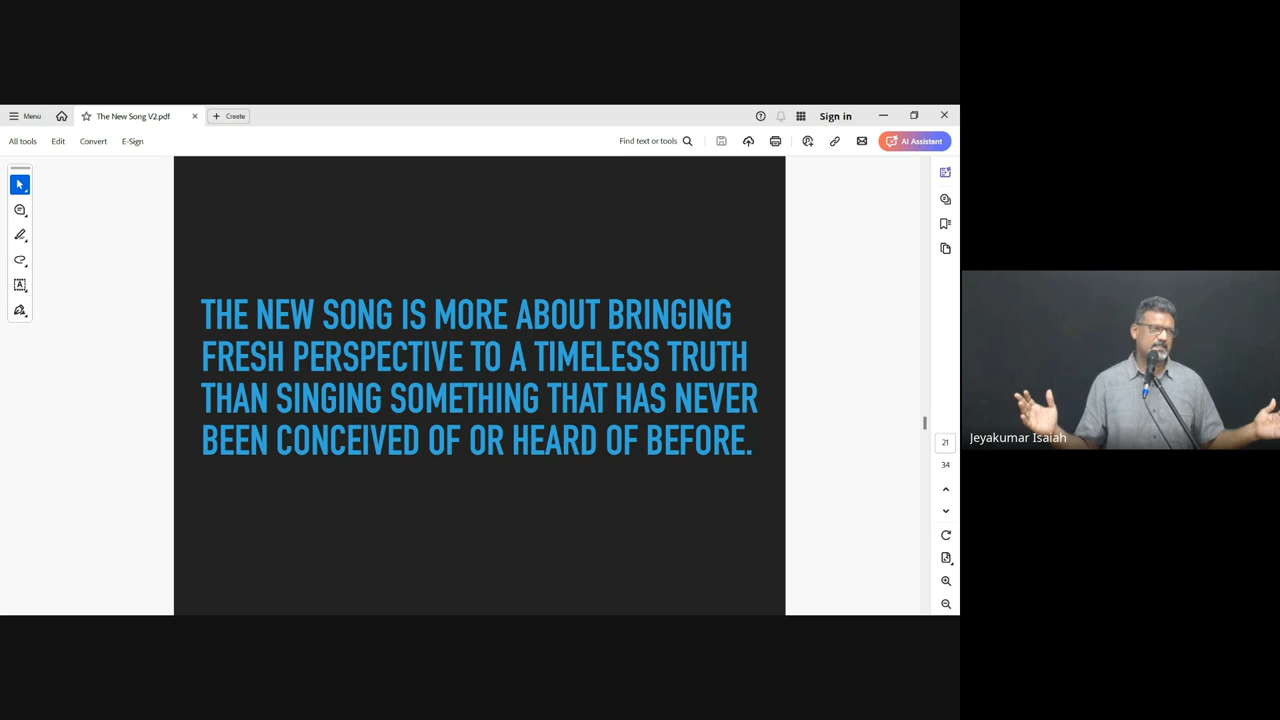 Menu
The New Song V2.pdf
Create
Sign in
All tools
Edit
Convert
E-Sign
Find text or tools
AI Assistant
THE NEW SONG IS MORE ABOUT BRINGING
FRESH PERSPECTIVE TO A TIMELESS TRUTH
THAN SINGING SOMETHING THAT HAS NEVER
BEEN CONCEIVED OF OR HEARD OF BEFORE.
21
34
Jeyakumar Isaiah